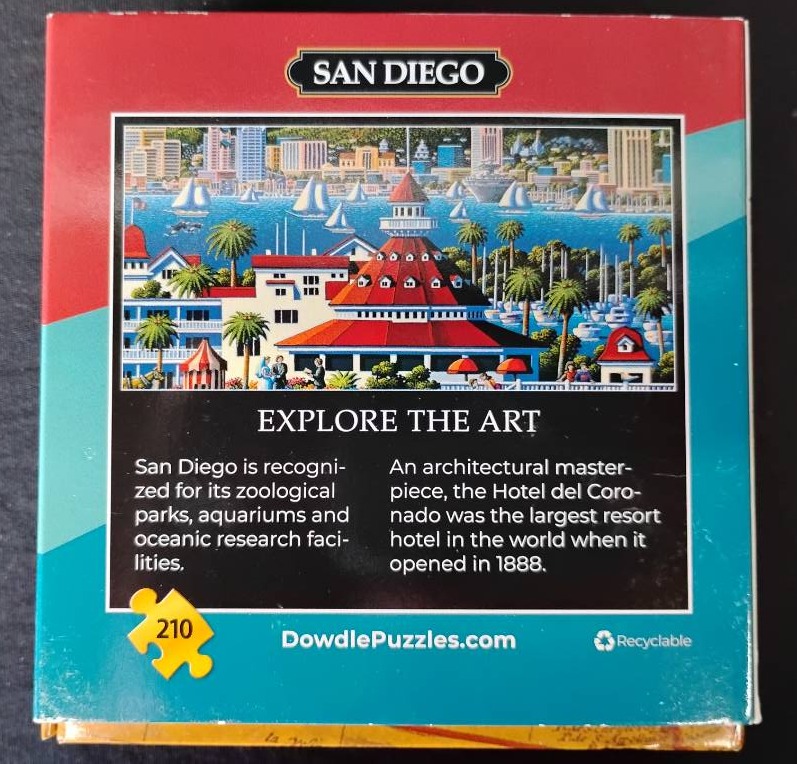 SAN DIEGO
EXPLORE THE ART
San Diego is recogni-
zed for its zoological
parks, aquariums and
oceanic research faci-
lities.
An architectural master-
piece, the Hotel del Coro-
nado was the largest resort
hotel in the world when it
opened in 1888.
210
DowdlePuzzles.com
Recyclable